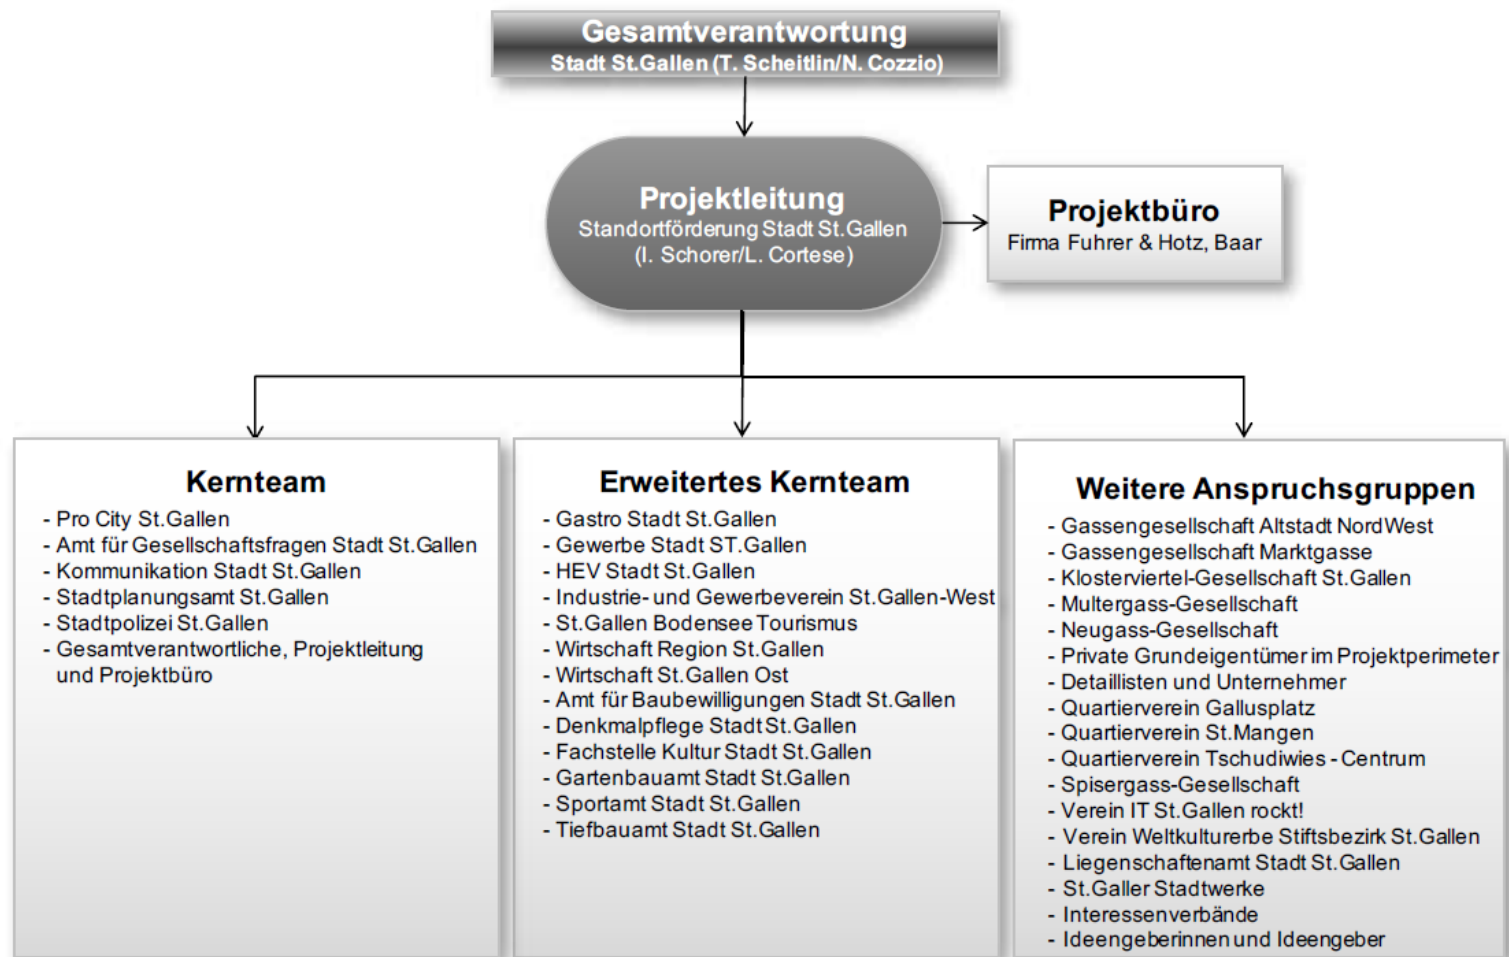 Gesamtverantwortung
Stadt St.Gallen (T. Scheitlin/N. Cozzio)
Projektleitung
Standortförderung Stadt St.Gallen
(I. Schorer/L. Cortese)
Projektbüro
Firma Fuhrer & Hotz, Baar
Kernteam
- Pro City St.Gallen
- Amt für Gesellschaftsfragen Stadt St.Gallen
- Kommunikation Stadt St.Gallen
- Stadtplanungsamt St.Gallen
- Stadtpolizei St.Gallen
- Gesamtverantwortliche, Projektleitung
und Projektbüro
Erweitertes Kernteam
- Gastro Stadt St.Gallen
- Gewerbe Stadt ST.Gallen
- HEV Stadt St.Gallen
- Industrie- und Gewerbeverein St.Gallen-West
- St.Gallen Bodensee Tourismus
- Wirtschaft Region St.Gallen
- Wirtschaft St.Gallen Ost
- Amt für Baubewilligungen Stadt St.Gallen
- Denkmalpflege Stadt St.Gallen
- Fachstelle Kultur Stadt St.Gallen
- Gartenbauamt Stadt St.Gallen
- Sportamt Stadt St.Gallen
- Tiefbauamt Stadt St.Gallen
Weitere Anspruchsgruppen
- Gassengesellschaft Altstadt NordWest
- Gassengesellschaft Marktgasse
- Klosterviertel-Gesellschaft St.Gallen
- Multergass-Gesellschaft
- Neugass-Gesellschaft
- Private Grundeigentümer im Projektperimeter
- Detaillisten und Unternehmer
- Quartierverein Gallusplatz
- Quartierverein St.Mangen
- Quartierverein Tschudiwies - Centrum
- Spisergass-Gesellschaft
- Verein IT St.Gallen rockt!
- Verein Weltkulturerbe Stiftsbezirk St.Gallen
- Liegenschaftenamt Stadt St.Gallen
- St.Galler Stadtwerke
- Interessenverbände
- Ideengeberinnen und Ideengeber